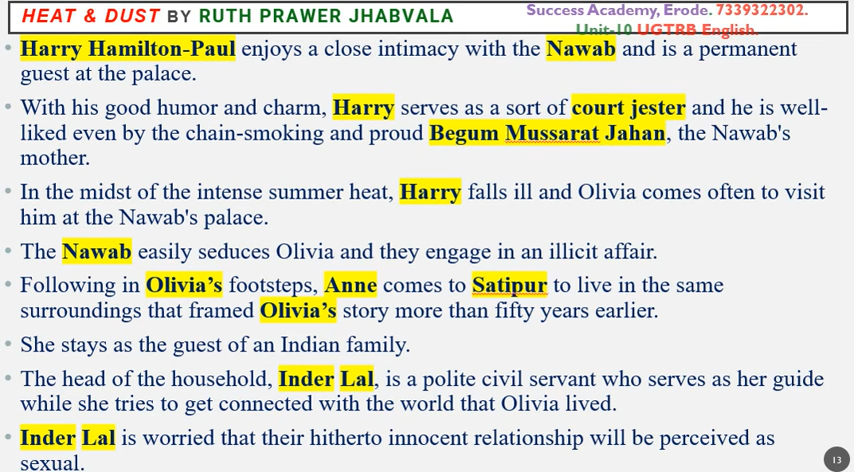 HEAT & DUST BY RUTH PRAWER JHABVALA
Success Academy, Erode. 7339322302.
Unit-10 UGTRB English.
• Harry Hamilton-Paul enjoys a close intimacy with the Nawab and is a permanent
guest at the palace.
• With his good humor and charm, Harry serves as a sort of court jester and he is well-
liked even by the chain-smoking and proud Begum Mussarat Jahan, the Nawab's
mother.
• In the midst of the intense summer heat, Harry falls ill and Olivia comes often to visit
him at the Nawab's palace.
• The Nawab easily seduces Olivia and they engage in an illicit affair.
• Following in Olivia’s footsteps, Anne comes to Satipur to live in the same
surroundings that framed Olivia’s story more than fifty years earlier.
• She stays as the guest of an Indian family.
• The head of the household, Inder Lal, is a polite civil servant who serves as her guide
while she tries to get connected with the world that Olivia lived.
• Inder Lal is worried that their hitherto innocent relationship will be perceived as
sexual.
13